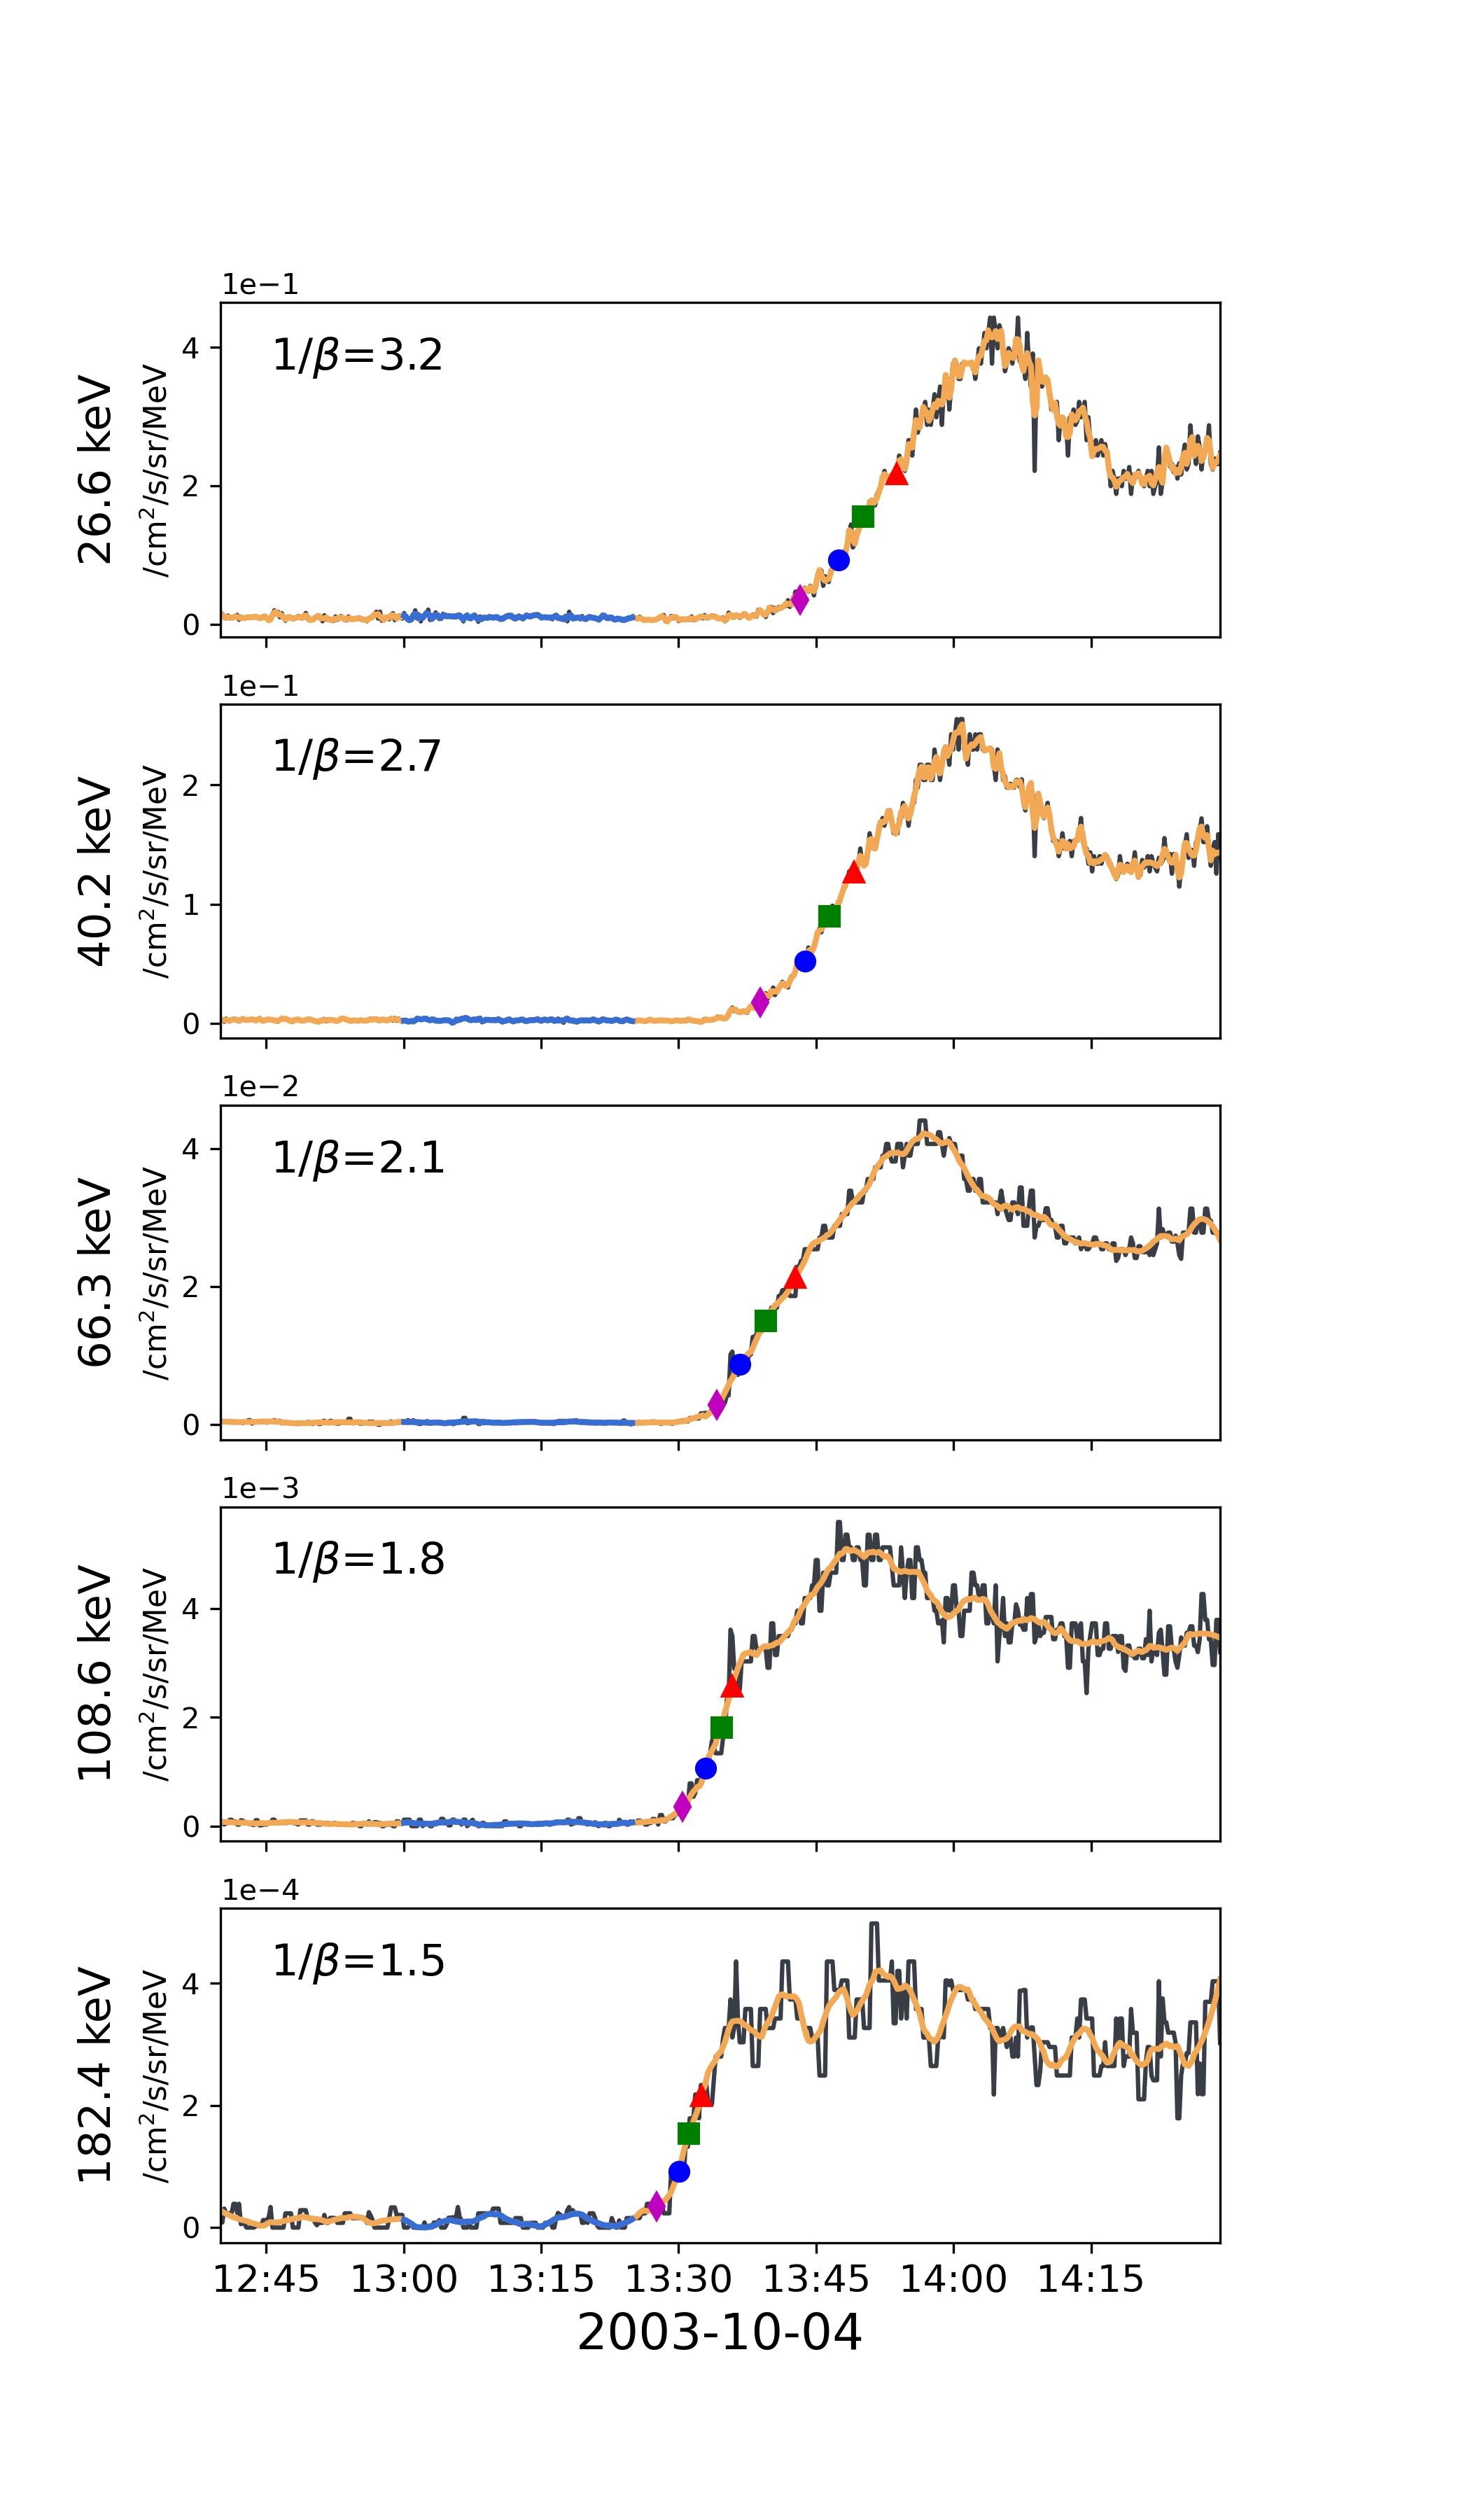 1e−1
1/β=3.2
26.6 keV
/cm²/s/sr/MeV
4
2
0
1e−1
1/β=2.7
40.2 keV
/cm²/s/sr/MeV
2
1
0
1e−2
1/β=2.1
66.3 keV
/cm²/s/sr/MeV
4
2
0
1e−3
1/β=1.8
108.6 keV
/cm²/s/sr/MeV
4
2
0
1e−4
1/β=1.5
182.4 keV
/cm²/s/sr/MeV
4
2
0
12:45 13:00 13:15 13:30 13:45 14:00 14:15
2003-10-04